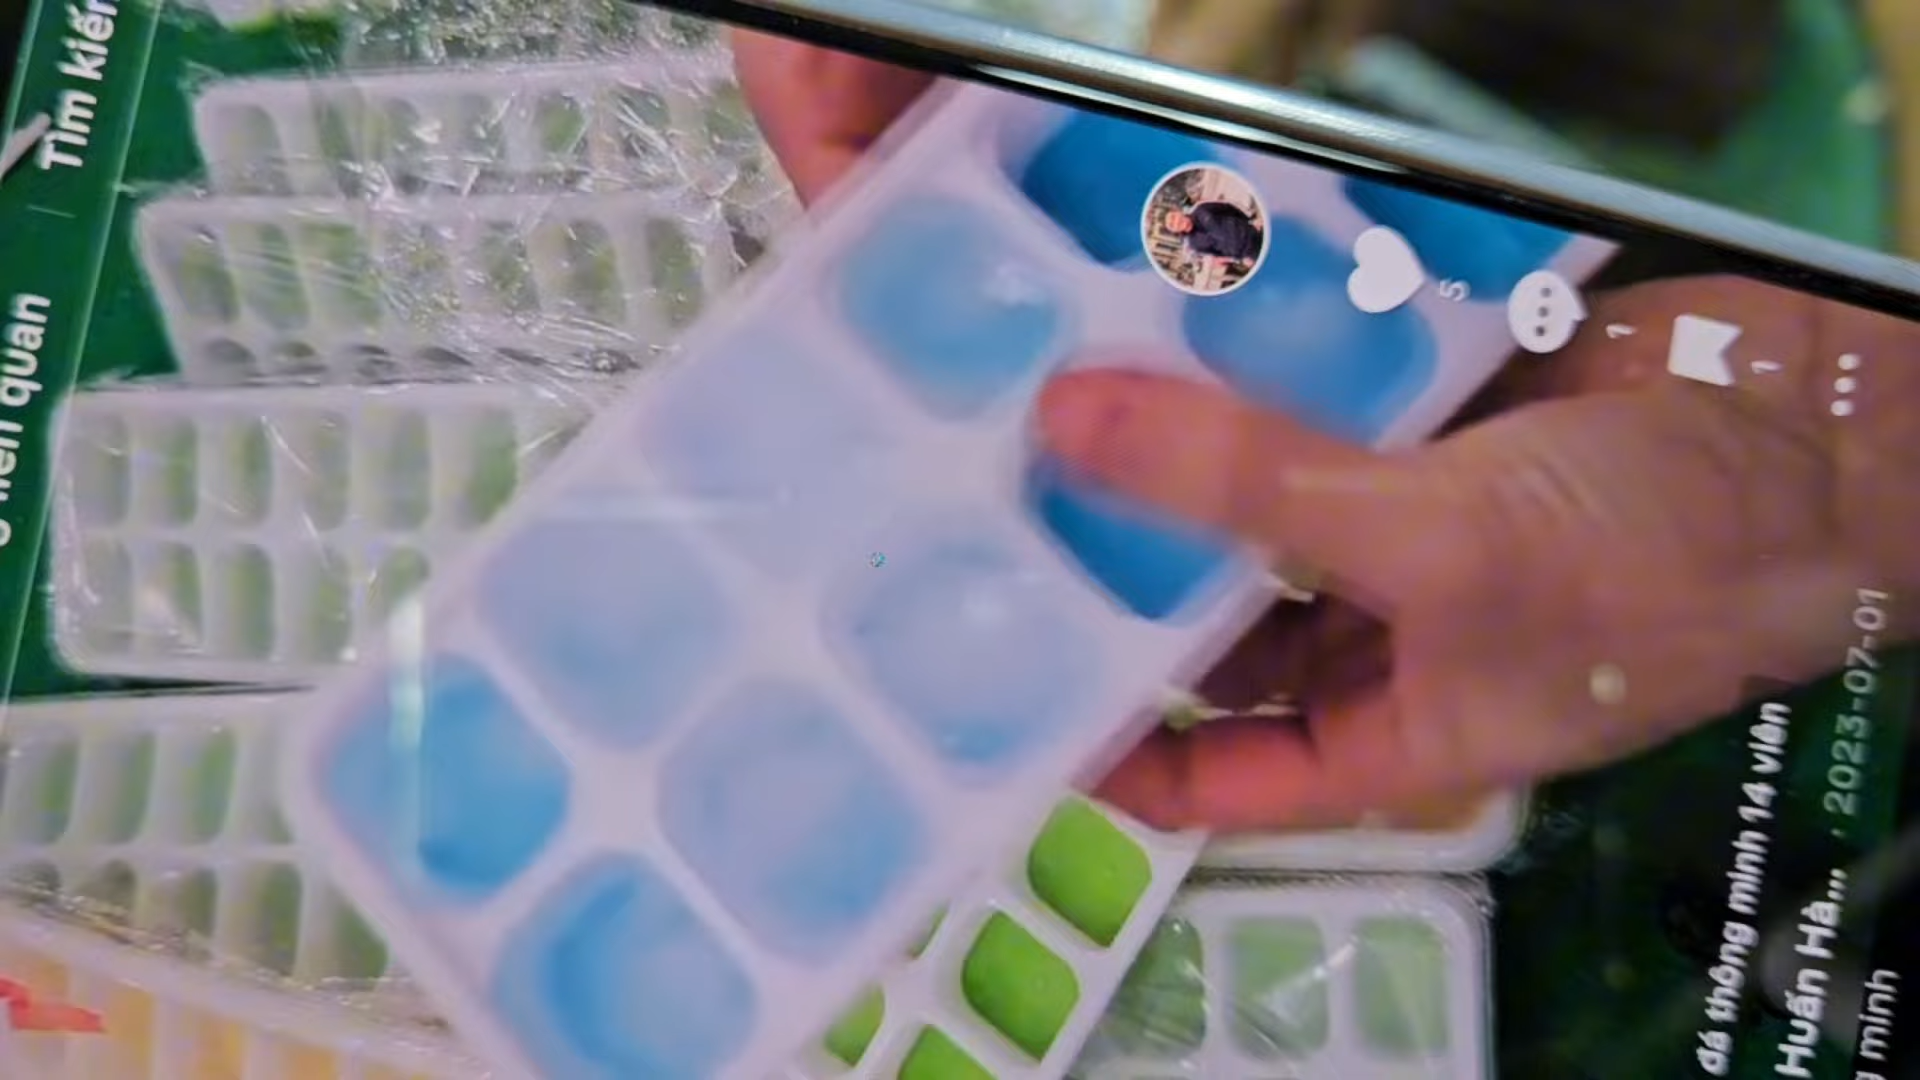 Tìm kiếm
liên quan
5
1
1
đá thông minh 14 viên
Huấn Hà... · 2023-07-01
minh